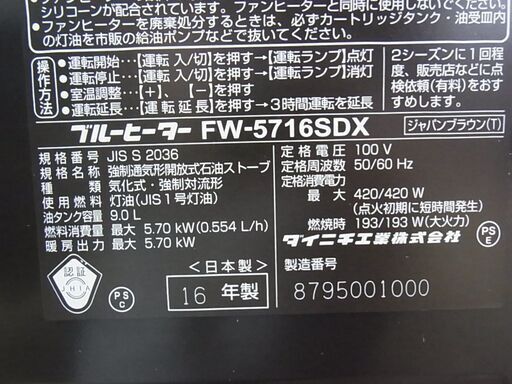 シリコーンが配合されています。ファンヒーターと同時に使用しないでください。
●ファンヒーターを廃棄処分するときは、必ずカートリッジタンク・油受皿内
の灯油を市販の給油ポンプなどで抜いてください。
操作方法
●運転開始…[運転 入/切]を押す→[運転ランプ]点灯
●運転停止…[運転 入/切]を押す→[運転ランプ]消灯
●室温調整…[+]、[-]を押す
●運転延長…[運転延長]を押す→3時間運転を延長
2シーズンに1回程
度、販売店などに点
検依頼(有料)をおす
すめします。
ブルーヒーター FW-5716SDX
ジャパンブラウン(T)
規格番号 JIS S 2036
規格名称 強制通気形開放式石油ストーブ
種類 気化式・強制対流形
使用燃料 灯油(JIS1号灯油)
油タンク容量 9.0L
燃料消費量 最大 5.70 kW(0.554 L/h)
暖房出力 最大 5.70 kW
定格電圧 100 V
定格周波数 50/60 Hz
定格消費電力
最大 420/420 W
(点火初期に短時間発生)
燃焼時 193/193 W(大火力)
ダイニチ工業株式会社
PS
E
認証
JHIA
PS
C
<日本製>
16 年製
製造番号
8795001000